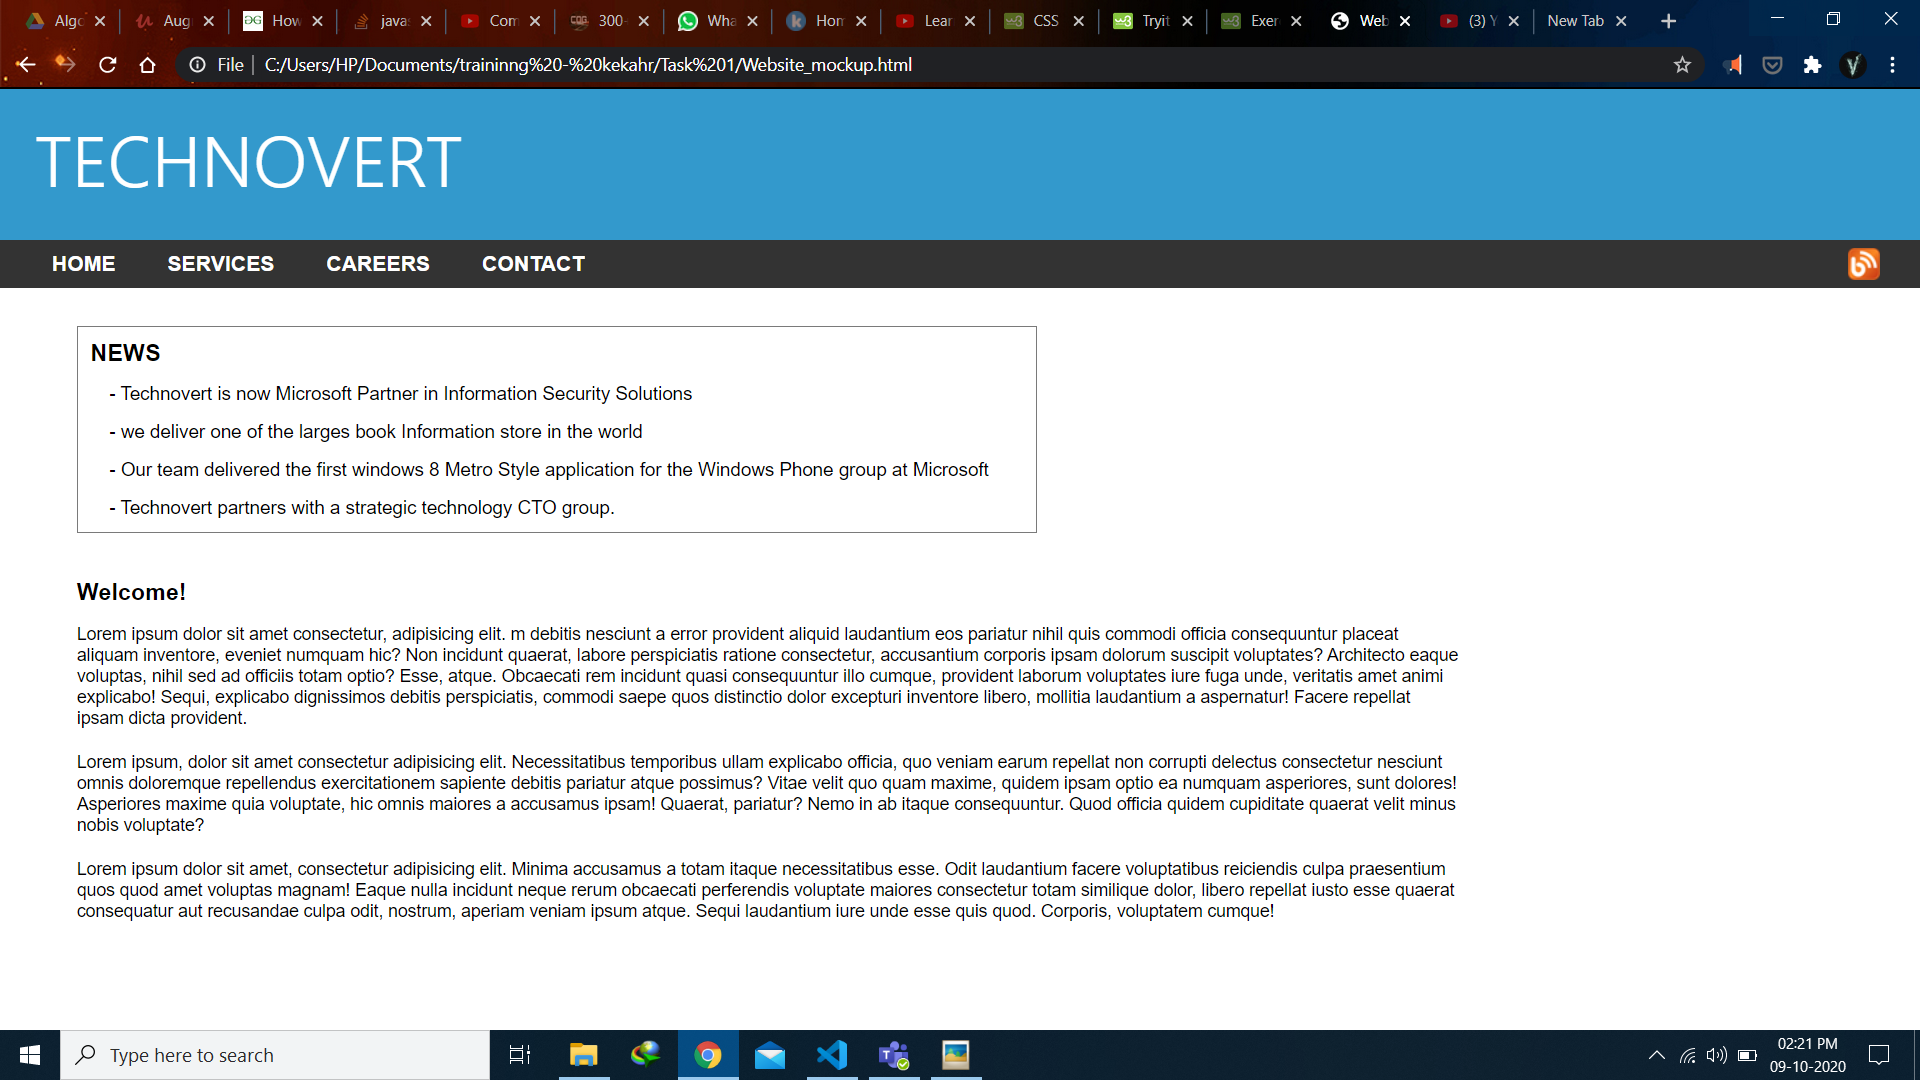 Algo
Aug
How
javas
Com
300-
Wha
Hom
Lear
CSS
Tryit
Exer
Web
(3) Y
New Tab
File
C:/Users/HP/Documents/traininng%20-%20kekahr/Task%201/Website_mockup.html
TECHNOVERT
HOME SERVICES CAREERS CONTACT
NEWS
- Technovert is now Microsoft Partner in Information Security Solutions
- we deliver one of the larges book Information store in the world
- Our team delivered the first windows 8 Metro Style application for the Windows Phone group at Microsoft
- Technovert partners with a strategic technology CTO group.
Welcome!
Lorem ipsum dolor sit amet consectetur, adipisicing elit. m debitis nesciunt a error provident aliquid laudantium eos pariatur nihil quis commodi officia consequuntur placeat
aliquam inventore, eveniet numquam hic? Non incidunt quaerat, labore perspiciatis ratione consectetur, accusantium corporis ipsam dolorum suscipit voluptates? Architecto eaque
voluptas, nihil sed ad officiis totam optio? Esse, atque. Obcaecati rem incidunt quasi consequuntur illo cumque, provident laborum voluptates iure fuga unde, veritatis amet animi
explicabo! Sequi, explicabo dignissimos debitis perspiciatis, commodi saepe quos distinctio dolor excepturi inventore libero, mollitia laudantium a aspernatur! Facere repellat
ipsam dicta provident.
Lorem ipsum, dolor sit amet consectetur adipisicing elit. Necessitatibus temporibus ullam explicabo officia, quo veniam earum repellat non corrupti delectus consectetur nesciunt
omnis doloremque repellendus exercitationem sapiente debitis pariatur atque possimus? Vitae velit quo quam maxime, quidem ipsam optio ea numquam asperiores, sunt dolores!
Asperiores maxime quia voluptate, hic omnis maiores a accusamus ipsam! Quaerat, pariatur? Nemo in ab itaque consequuntur. Quod officia quidem cupiditate quaerat velit minus
nobis voluptate?
Lorem ipsum dolor sit amet, consectetur adipisicing elit. Minima accusamus a totam itaque necessitatibus esse. Odit laudantium facere voluptatibus reiciendis culpa praesentium
quos quod amet voluptas magnam! Eaque nulla incidunt neque rerum obcaecati perferendis voluptate maiores consectetur totam similique dolor, libero repellat iusto esse quaerat
consequatur aut recusandae culpa odit, nostrum, aperiam veniam ipsum atque. Sequi laudantium iure unde esse quis quod. Corporis, voluptatem cumque!
Type here to search
02:21 PM
09-10-2020